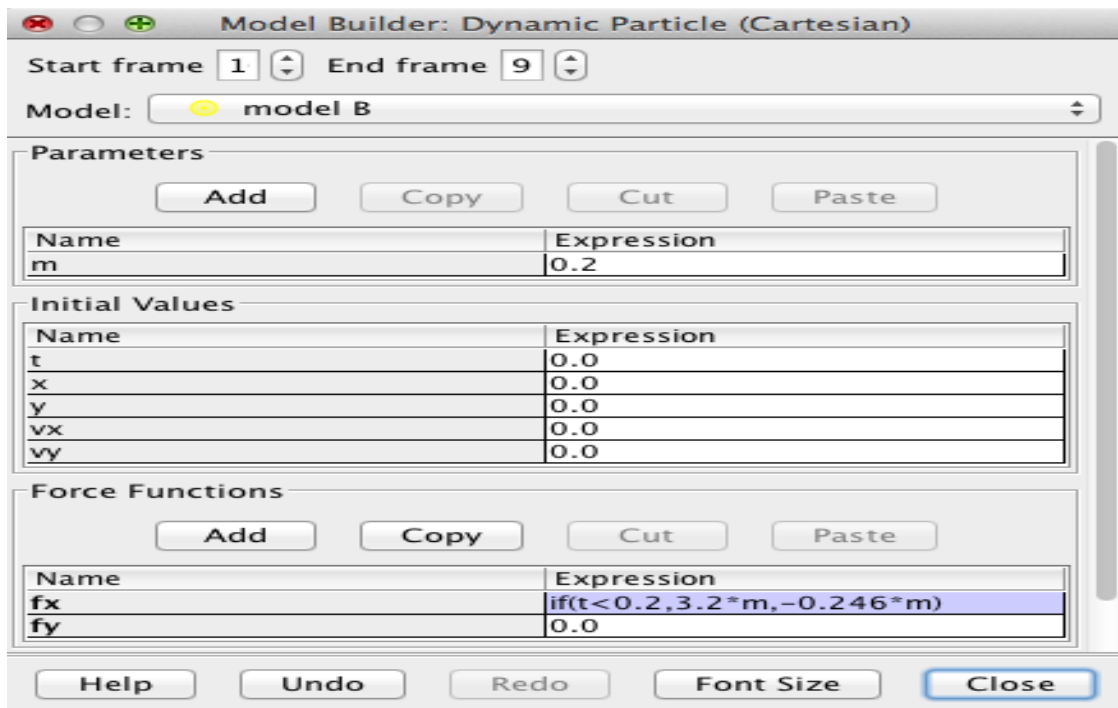 Model Builder: Dynamic Particle (Cartesian)
Start frame 1 End frame 9
Model: model B
Parameters
Add Copy Cut Paste
Name Expression
m 0.2
Initial Values
Name Expression
t 0.0
x 0.0
y 0.0
vx 0.0
vy 0.0
Force Functions
Add Copy Cut Paste
Name Expression
fx if(t<0.2,3.2*m,-0.246*m)
fy 0.0
Help Undo Redo Font Size Close